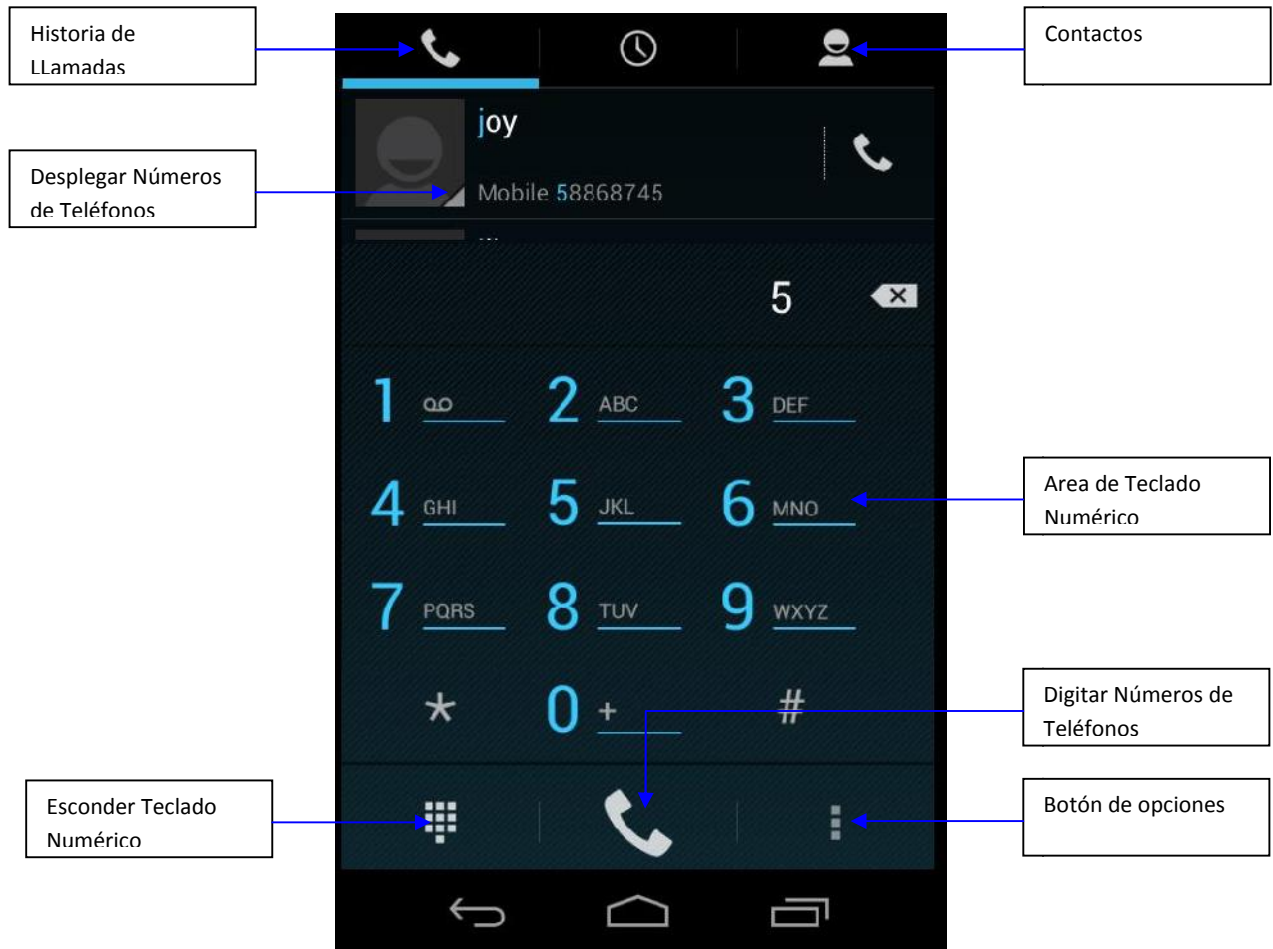 Historia de
LLamadas
Contactos
joy
Desplegar Números
de Teléfonos
Mobile 58868745
5
1
2 ABC
3 DEF
4 GHI
5 JKL
6 MNO
Area de Teclado
Numérico
7 PQRS
8 TUV
9 WXYZ
*
0 +
#
Digitar Números de
Teléfonos
Esconder Teclado
Numérico
Botón de opciones